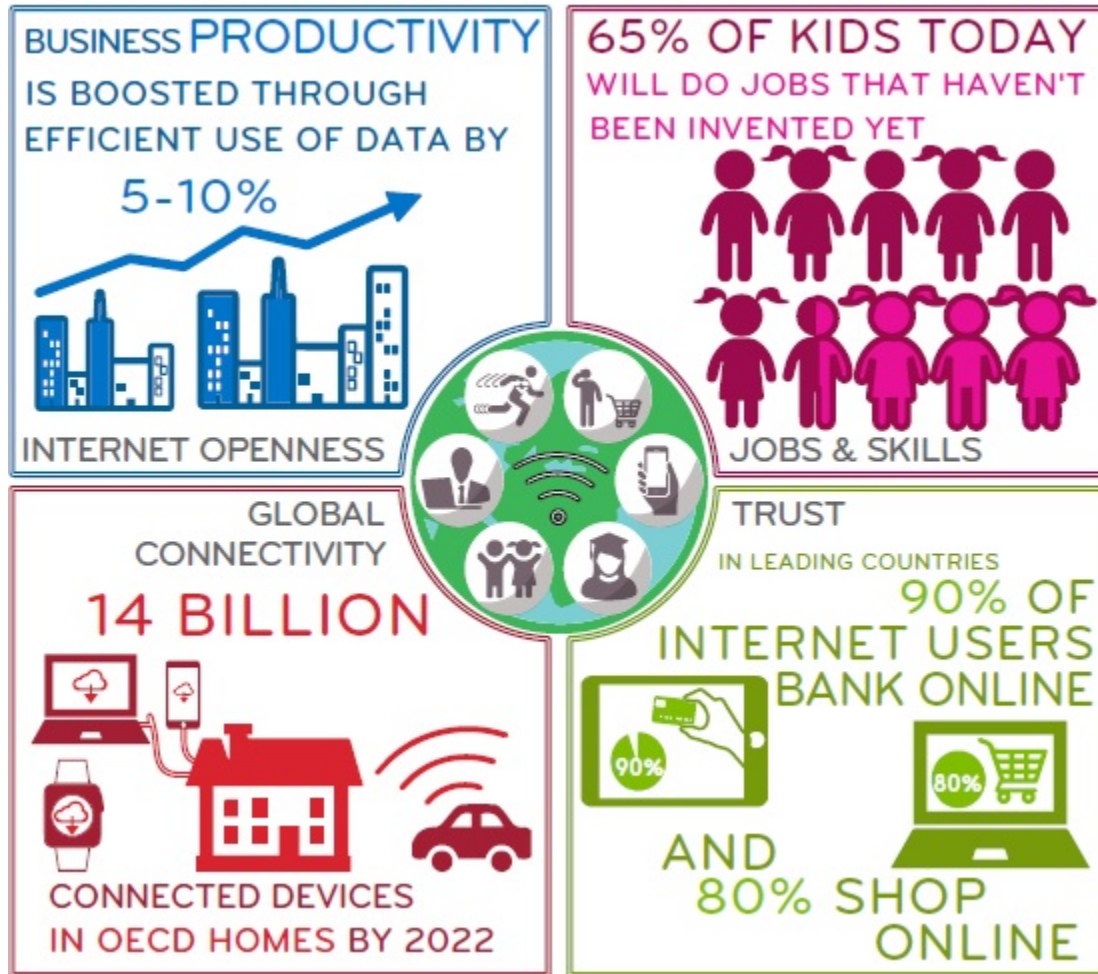 BUSINESS PRODUCTIVITY
IS BOOSTED THROUGH
EFFICIENT USE OF DATA BY
5-10%
INTERNET OPENNESS
65% OF KIDS TODAY
WILL DO JOBS THAT HAVEN'T
BEEN INVENTED YET
JOBS & SKILLS
GLOBAL
CONNECTIVITY
14 BILLION
CONNECTED DEVICES
IN OECD HOMES BY 2022
TRUST
IN LEADING COUNTRIES
90% OF
INTERNET USERS
BANK ONLINE
90%
80%
AND
80% SHOP
ONLINE